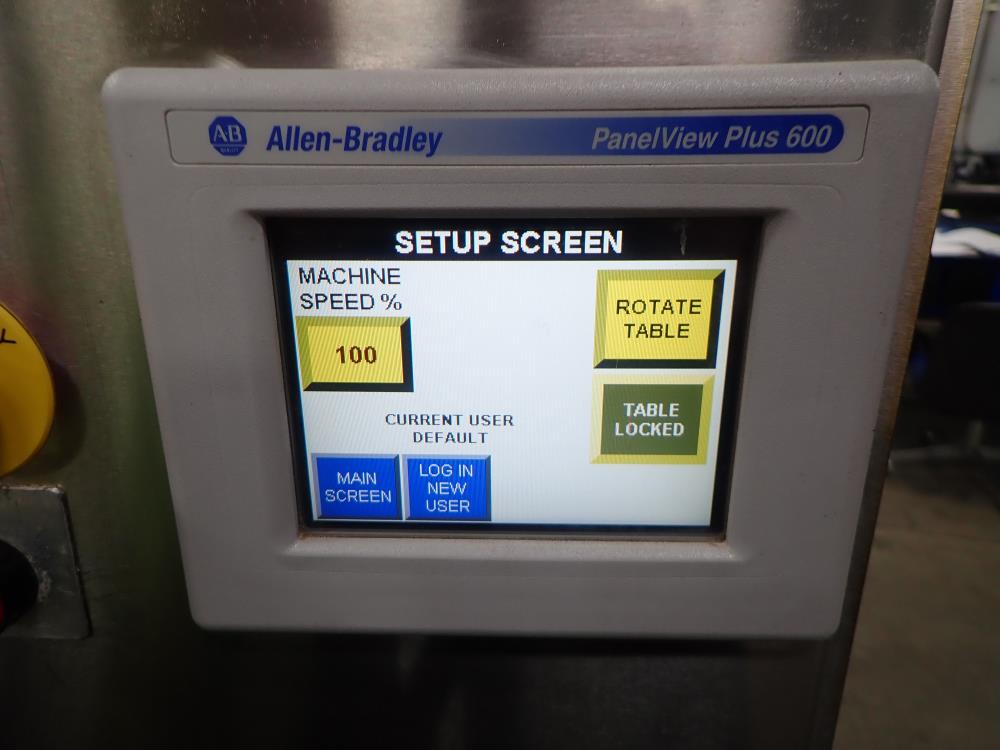 AB
Allen-Bradley
PanelView Plus 600
SETUP SCREEN
MACHINE
SPEED %
100
ROTATE
TABLE
TABLE
LOCKED
CURRENT USER
DEFAULT
MAIN
SCREEN
LOG IN
NEW
USER